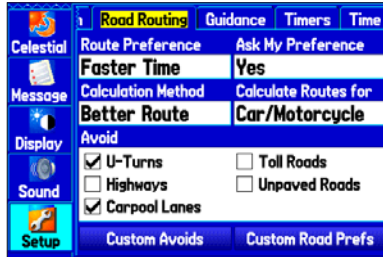 Road Routing Guidance Timers Time
Celestial
Route Preference Ask My Preference
Faster Time Yes
Message
Calculation Method Calculate Routes for
Better Route Car/Motorcycle
Display
Avoid
U-Turns Toll Roads
Sound
Highways Unpaved Roads
Carpool Lanes
Setup
Custom Avoids Custom Road Prefs